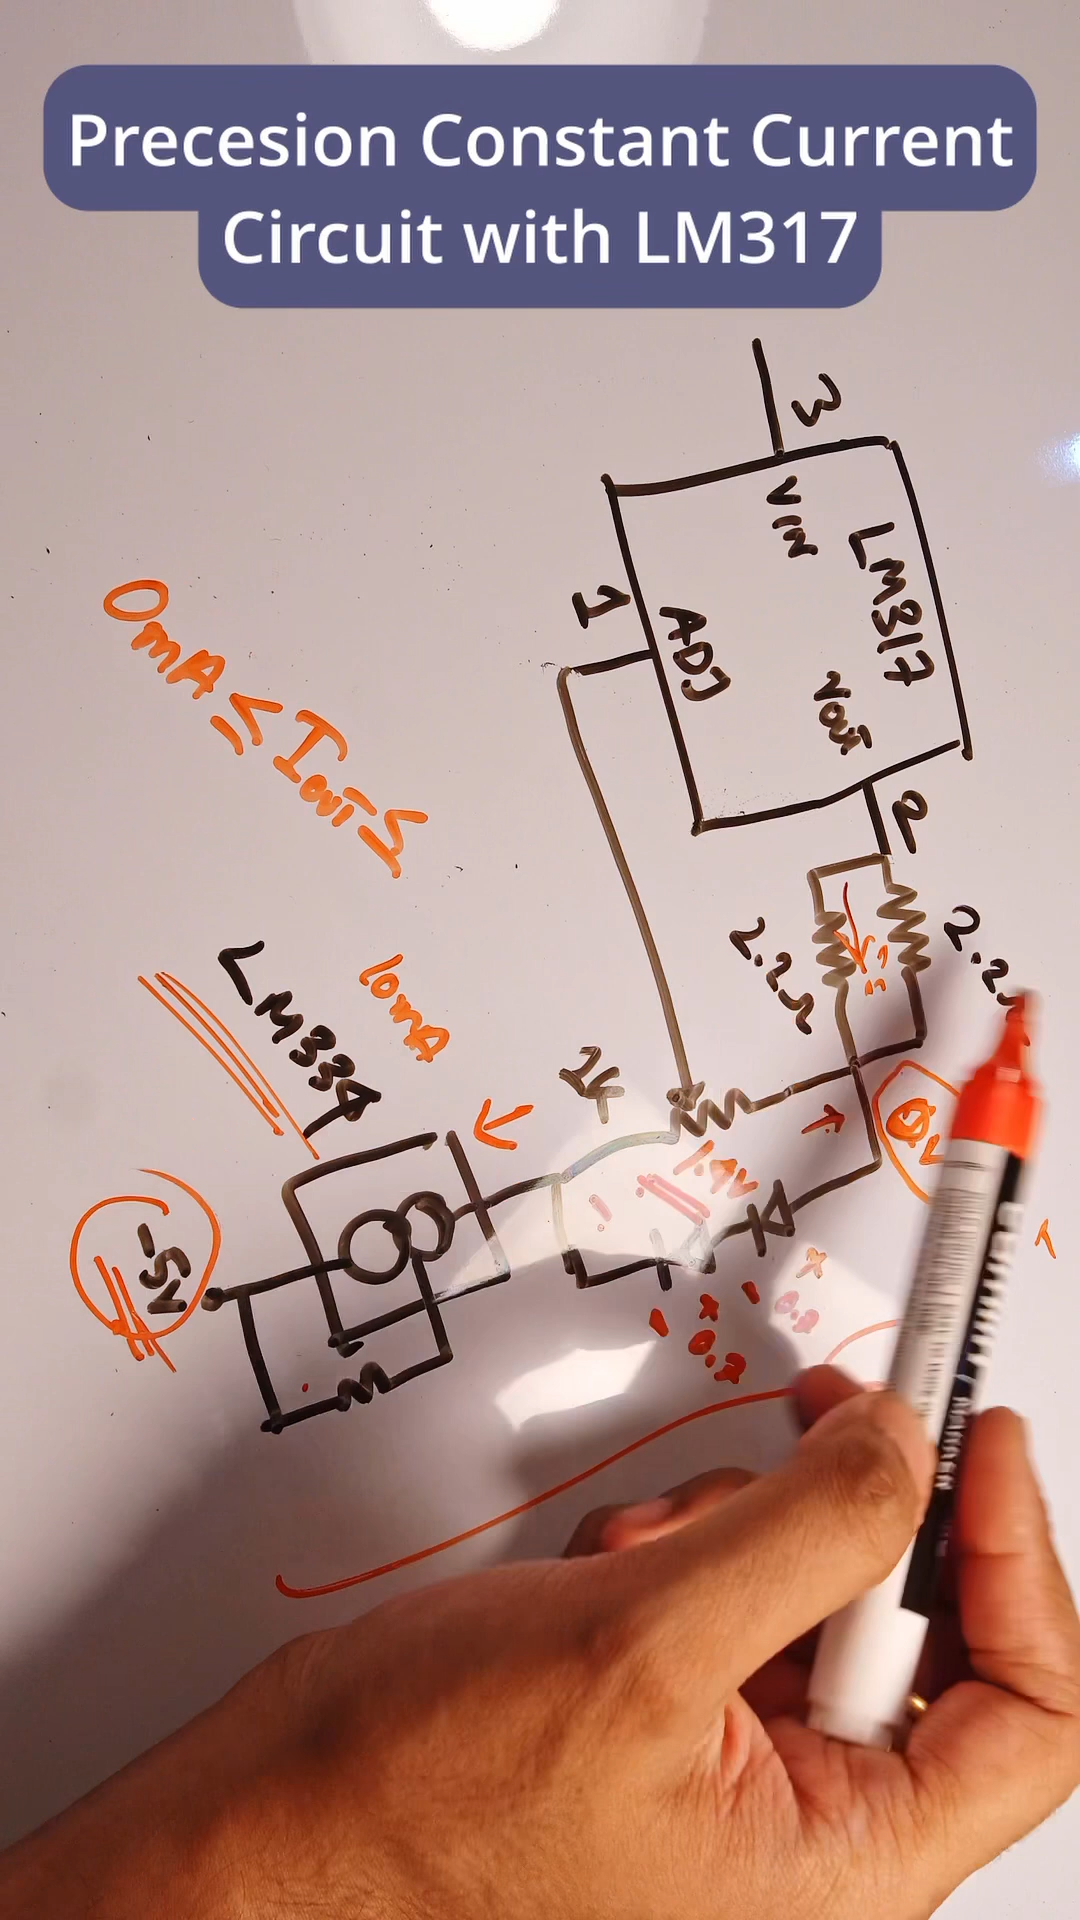 Precesion Constant Current
Circuit with LM317
3
VIN
LM317
1
ADJ
VOUT
2
0mA ≤ IOUT ≤
2.2Ω
2.2
LM334
10mA
2K
0V
1.4V
-5V
+
0.7
-
+
0.7
-